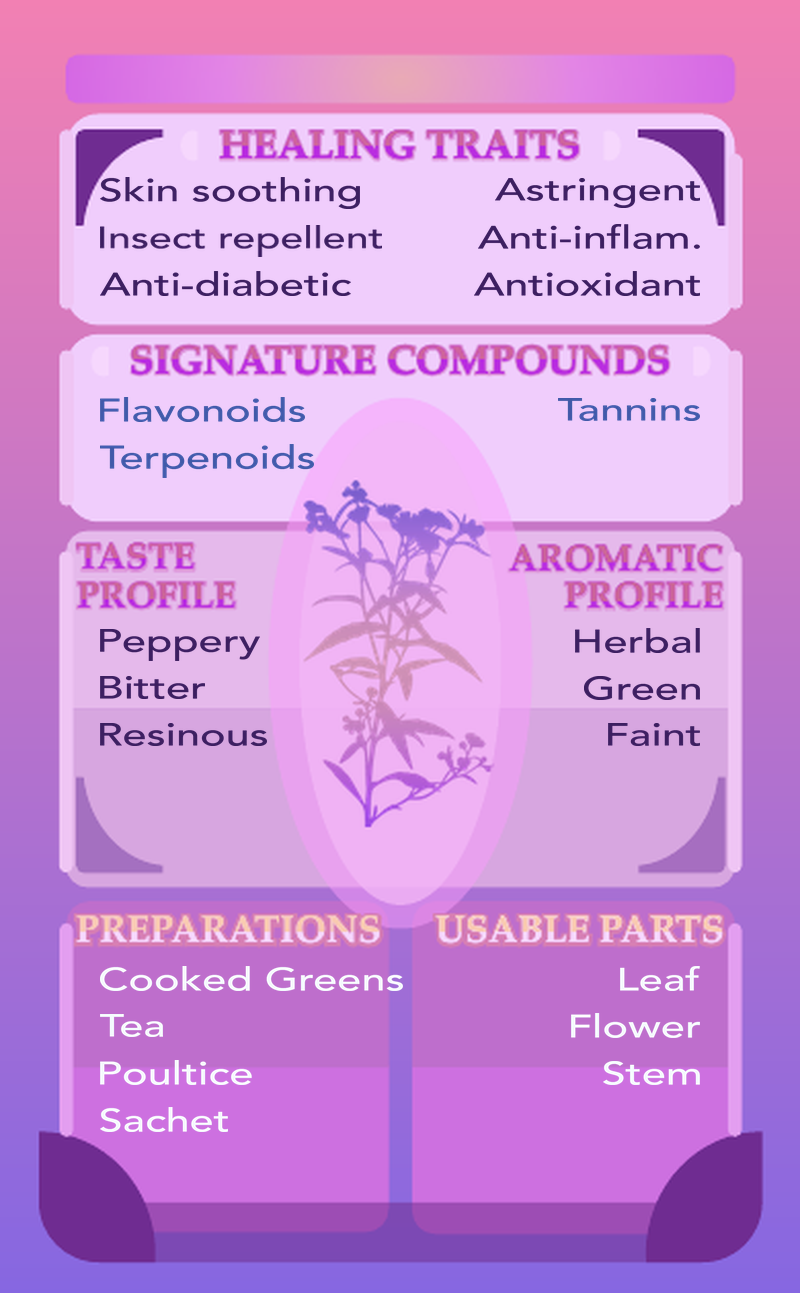 HEALING TRAITS
Skin soothing
Astringent
Insect repellent
Anti-inflam.
Anti-diabetic
Antioxidant
SIGNATURE COMPOUNDS
Flavonoids
Tannins
Terpenoids
TASTE
PROFILE
Peppery
Bitter
Resinous
AROMATIC
PROFILE
Herbal
Green
Faint
PREPARATIONS
Cooked Greens
Tea
Poultice
Sachet
USABLE PARTS
Leaf
Flower
Stem